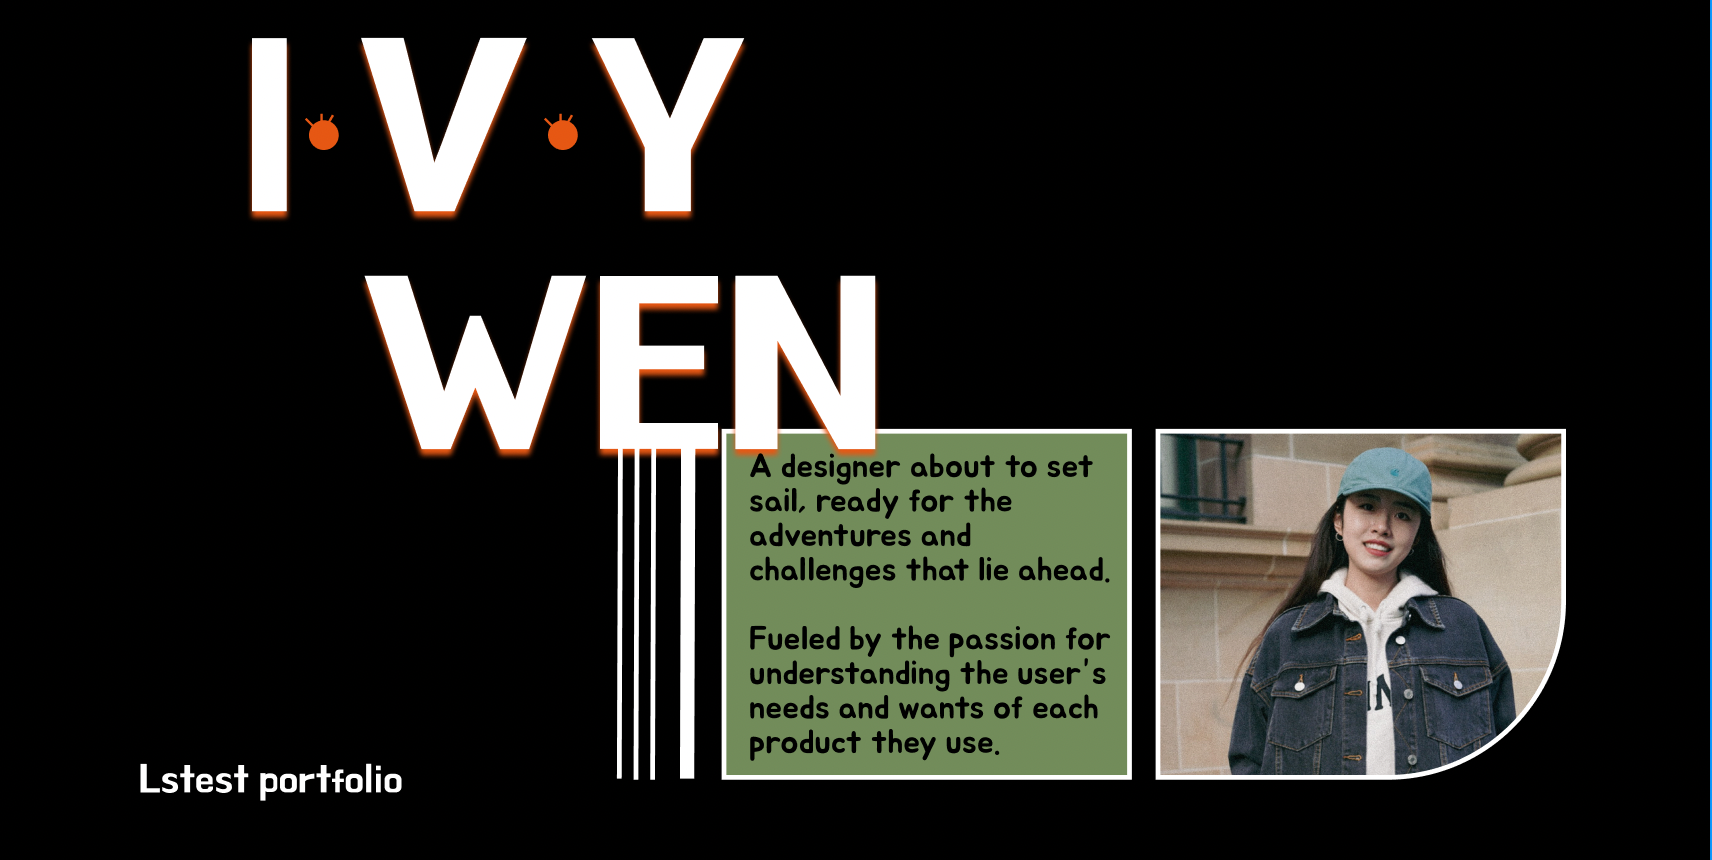 I V Y
WEN
A designer about to set
sail, ready for the
adventures and
challenges that lie ahead.
Fueled by the passion for
understanding the user's
needs and wants of each
product they use.
Lstest portfolio